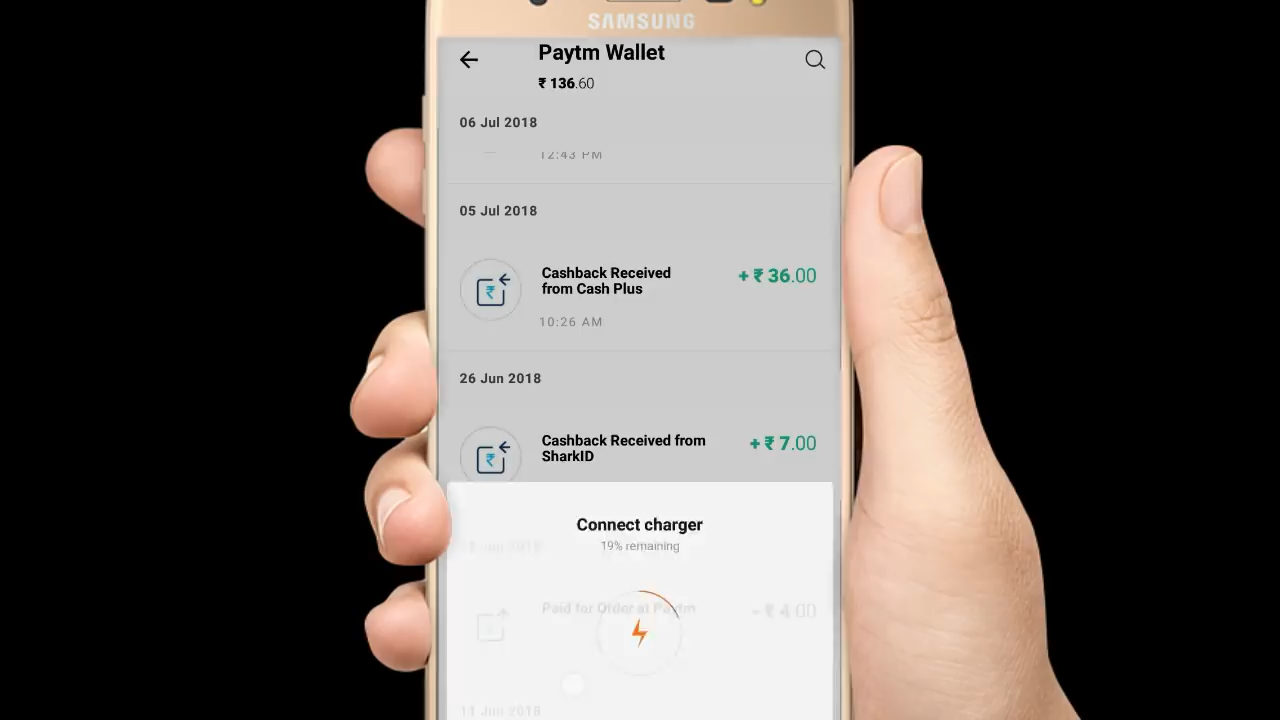 SAMSUNG
Paytm Wallet
₹ 136.60
06 Jul 2018
12:43 PM
05 Jul 2018
Cashback Received
from Cash Plus
+ ₹ 36.00
10:26 AM
26 Jun 2018
Cashback Received from
SharkID
+ ₹ 7.00
Connect charger
19% remaining
Jun 2018
Paid for Order at Paytm
- ₹ 4.00
11 Jun 2018